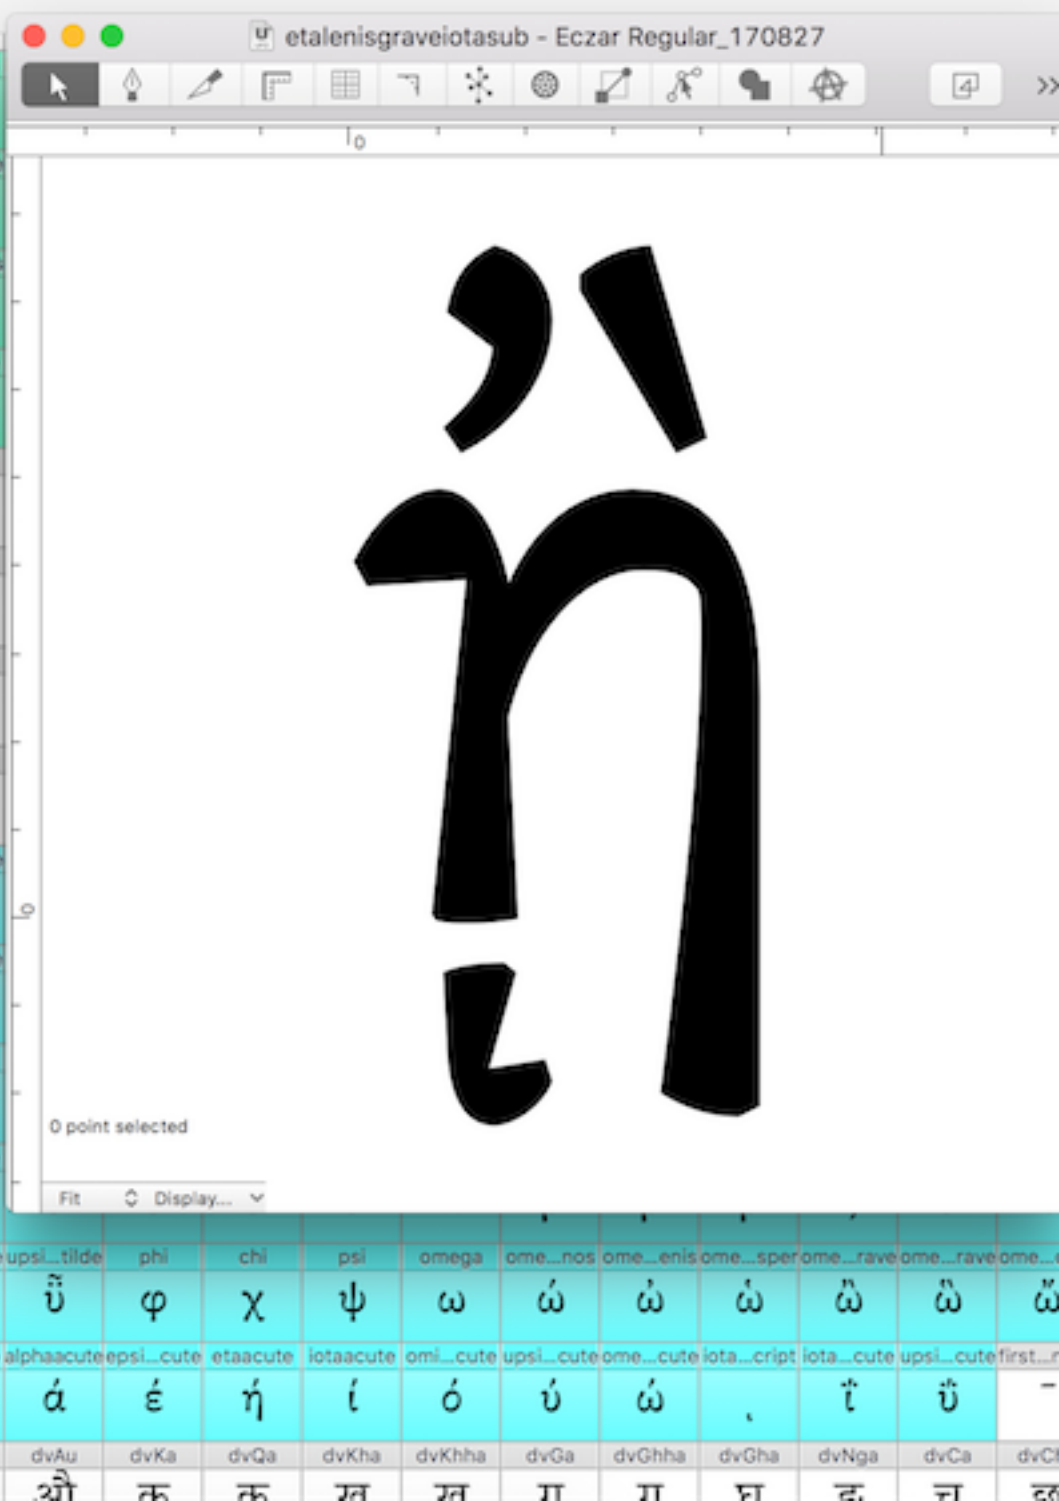 etalenisgraveiotasub - Eczar Regular_170827
0
0
ᾒ
0 point selected
Fit Display...
upsi...tilde phi chi psi omega ome...nos ome...enis ome...sper ome...rave ome...rave
φ χ ψ ω ώ
alphaacute epsi...cute etaacute iotaacute omi...cute upsi...cute ome...cute iota...cript iota...cute upsi...cute
ά έ ή ί ό ύ ώ ͺ ΐ ΰ
dvAu dvKa dvQa dvKha dvKhha dvGa dvGhha dvGha dvNga dvCa